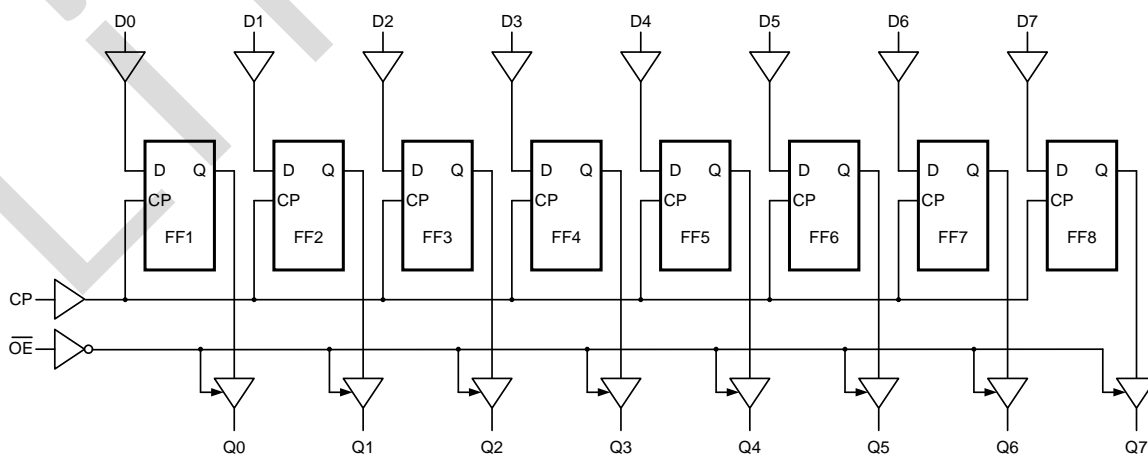 D0 D1 D2 D3 D4 D5 D6 D7
D Q D Q D Q D Q D Q D Q D Q D Q
CP CP CP CP CP CP CP CP
FF1 FF2 FF3 FF4 FF5 FF6 FF7 FF8
CP
OE
Q0 Q1 Q2 Q3 Q4 Q5 Q6 Q7